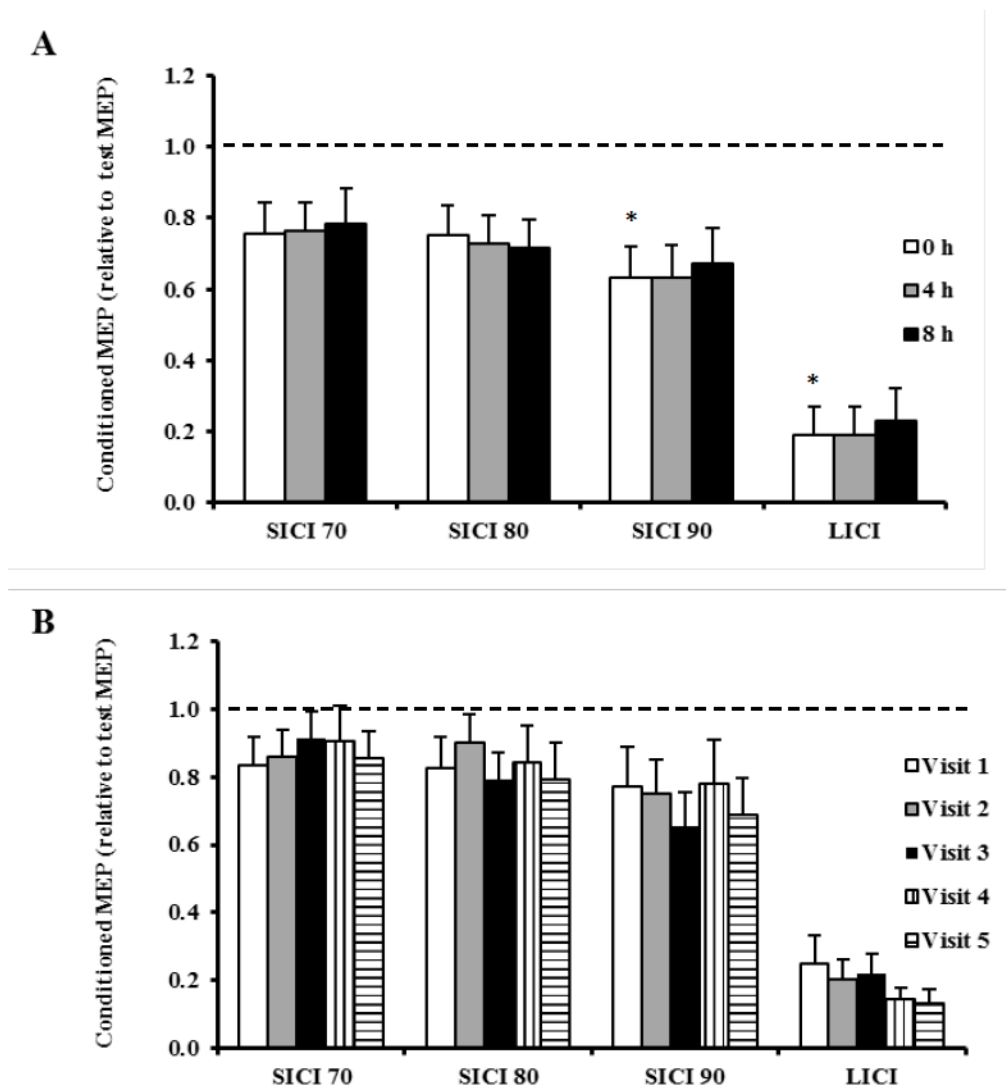 A
Conditioned MEP (relative to test MEP)
1.2
1.0
0.8
0.6
0.4
0.2
0.0
*
*
0 h
4 h
8 h
SICI 70 SICI 80 SICI 90 LICI
B
Conditioned MEP (relative to test MEP)
1.2
1.0
0.8
0.6
0.4
0.2
0.0
Visit 1
Visit 2
Visit 3
Visit 4
Visit 5
SICI 70 SICI 80 SICI 90 LICI